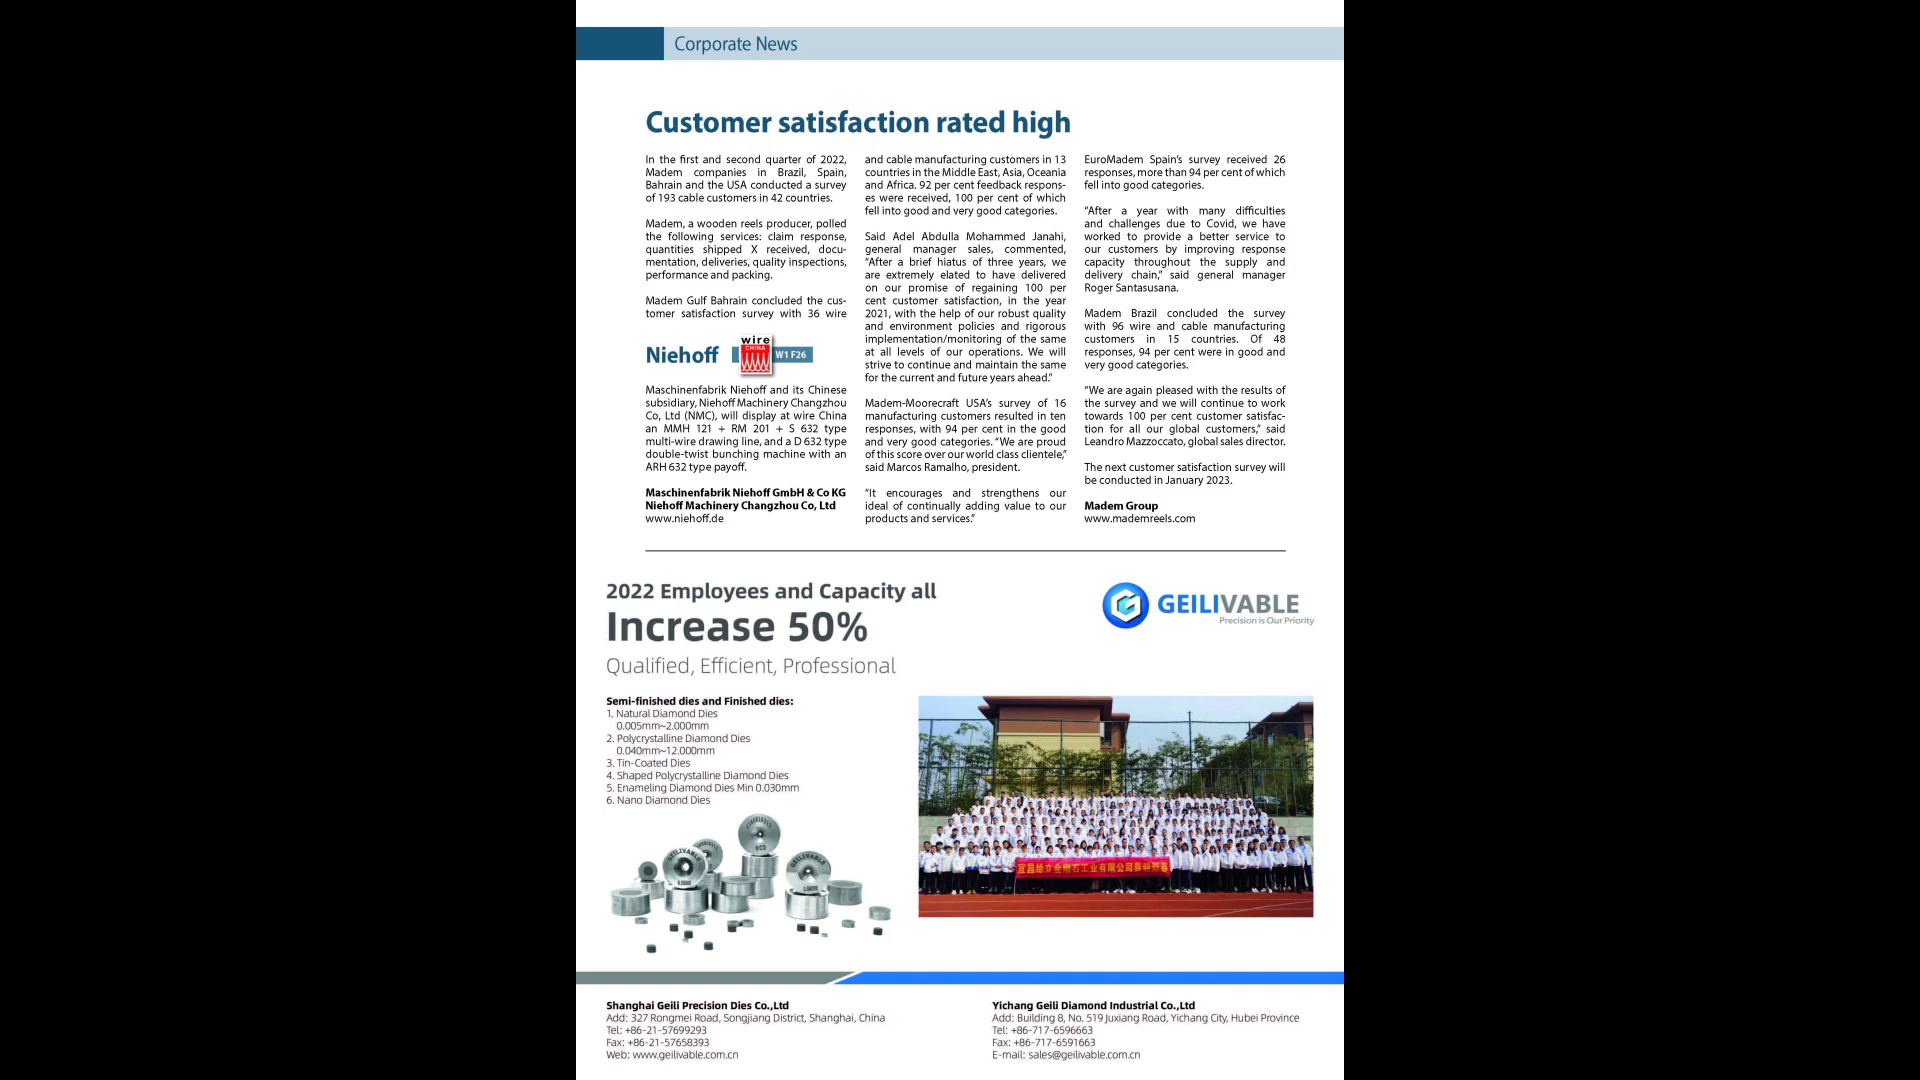 Corporate News
Customer satisfaction rated high
In the first and second quarter of 2022,
Madem companies in Brazil, Spain,
Bahrain and the USA conducted a survey
of 193 cable customers in 42 countries.
Madem, a wooden reels producer, polled
the following services: claim response,
quantities shipped X received, docu-
mentation, deliveries, quality inspections,
performance and packing.
Madem Gulf Bahrain concluded the cus-
tomer satisfaction survey with 36 wire
and cable manufacturing customers in 13
countries in the Middle East, Asia, Oceania
and Africa. 92 per cent feedback respons-
es were received, 100 per cent of which
fell into good and very good categories.
Said Adel Abdulla Mohammed Janahi,
general manager sales, commented,
“After a brief hiatus of three years, we
are extremely elated to have delivered
on our promise of regaining 100 per
cent customer satisfaction, in the year
2021, with the help of our robust quality
and environment policies and rigorous
implementation/monitoring of the same
at all levels of our operations. We will
strive to continue and maintain the same
for the current and future years ahead.”
Madem-Moorecraft USA’s survey of 16
manufacturing customers resulted in ten
responses, with 94 per cent in the good
and very good categories. “We are proud
of this score over our world class clientele,”
said Marcos Ramalho, president.
“It encourages and strengthens our
ideal of continually adding value to our
products and services.”
EuroMadem Spain’s survey received 26
responses, more than 94 per cent of which
fell into good categories.
“After a year with many difficulties
and challenges due to Covid, we have
worked to provide a better service to
our customers by improving response
capacity throughout the supply and
delivery chain,” said general manager
Roger Santasusana.
Madem Brazil concluded the survey
with 96 wire and cable manufacturing
customers in 15 countries. Of 48
responses, 94 per cent were in good and
very good categories.
“We are again pleased with the results of
the survey and we will continue to work
towards 100 per cent customer satisfac-
tion for all our global customers,” said
Leandro Mazzoccato, global sales director.
The next customer satisfaction survey will
be conducted in January 2023.
Madem Group
www.mademreels.com
Niehoff
wire
CHINA
W1 F26
Maschinenfabrik Niehoff and its Chinese
subsidiary, Niehoff Machinery Changzhou
Co, Ltd (NMC), will display at wire China
an MMH 121 + RM 201 + S 632 type
multi-wire drawing line, and a D 632 type
double-twist bunching machine with an
ARH 632 type payoff.
Maschinenfabrik Niehoff GmbH & Co KG
Niehoff Machinery Changzhou Co, Ltd
www.niehoff.de
2022 Employees and Capacity all
Increase 50%
Qualified, Efficient, Professional
GEILIVABLE
Precision is Our Priority
Semi-finished dies and Finished dies:
1. Natural Diamond Dies
0.005mm~2.000mm
2. Polycrystalline Diamond Dies
0.040mm~12.000mm
3. Tin-Coated Dies
4. Shaped Polycrystalline Diamond Dies
5. Enameling Diamond Dies Min 0.030mm
6. Nano Diamond Dies
GEILIVABLE
GEILIVABLE
宜昌给立金刚石工业有限公司喜迎新春
Shanghai Geili Precision Dies Co.,Ltd
Add: 327 Rongmei Road, Songjiang District, Shanghai, China
Tel: +86-21-57699293
Fax: +86-21-57658393
Web: www.geilivable.com.cn
Yichang Geili Diamond Industrial Co.,Ltd
Add: Building 8, No. 519 Juxiang Road, Yichang City, Hubei Province
Tel: +86-717-6596663
Fax: +86-717-6591663
E-mail: sales@geilivable.com.cn